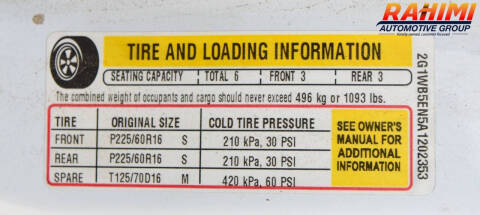 RAHIMI
AUTOMOTIVE GROUP
TIRE AND LOADING INFORMATION
SEATING CAPACITY TOTAL 6 FRONT 3 REAR 3
The combined weight of occupants and cargo should never exceed 496 kg or 1093 lbs.
TIRE ORIGINAL SIZE COLD TIRE PRESSURE
FRONT P225/60R16 S 210 kPa, 30 PSI
REAR P225/60R16 S 210 kPa, 30 PSI
SPARE T125/70D16 M 420 kPa, 60 PSI
SEE OWNER'S
MANUAL FOR
ADDITIONAL
INFORMATION
2G1WB5EN5A1202353